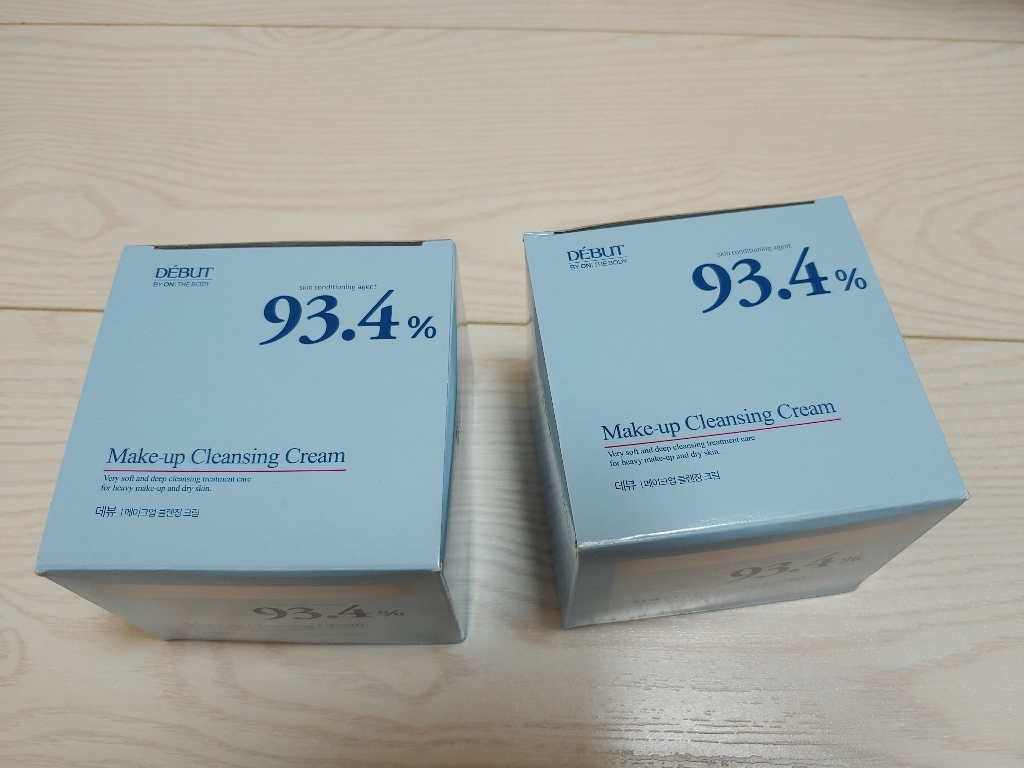 DÉBUT
BY ON: THE BODY
skin conditioning agent
93.4%
Make-up Cleansing Cream
Very soft and deep cleansing treatment care
for heavy make-up and dry skin.
데뷰 | 메이크업 클렌징 크림
93.4%
Make-up Cleansing Cream
DÉBUT
BY ON: THE BODY
skin conditioning agent
93.4%
Make-up Cleansing Cream
Very soft and deep cleansing treatment care
for heavy make-up and dry skin.
데뷰 | 메이크업 클렌징 크림
93.4%